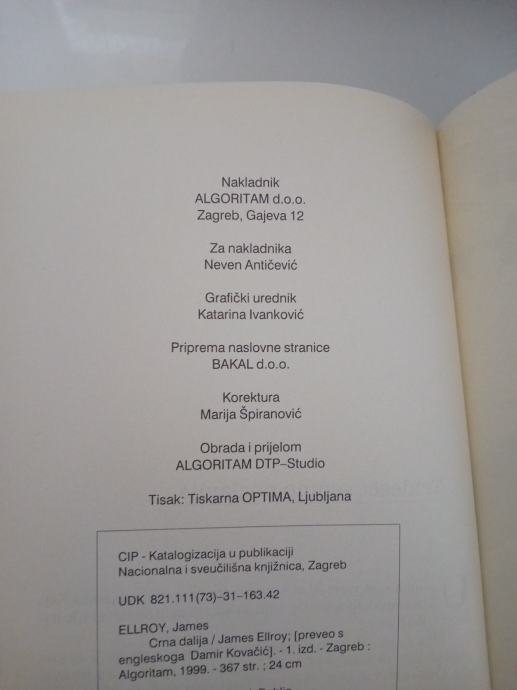 Nakladnik
ALGORITAM d.o.o.
Zagreb, Gajeva 12
Za nakladnika
Neven Antičević
Grafički urednik
Katarina Ivanković
Priprema naslovne stranice
BAKAL d.o.o.
Korektura
Marija Špiranović
Obrada i prijelom
ALGORITAM DTP–Studio
Tisak: Tiskarna OPTIMA, Ljubljana
CIP - Katalogizacija u publikaciji
Nacionalna i sveučilišna knjižnica, Zagreb
UDK 821.111(73)–31–163.42
ELLROY, James
Crna dalija / James Ellroy; [preveo s
engleskoga Damir Kovačić]. - 1. izd. - Zagreb :
Algoritam, 1999. - 367 str. ; 24 cm